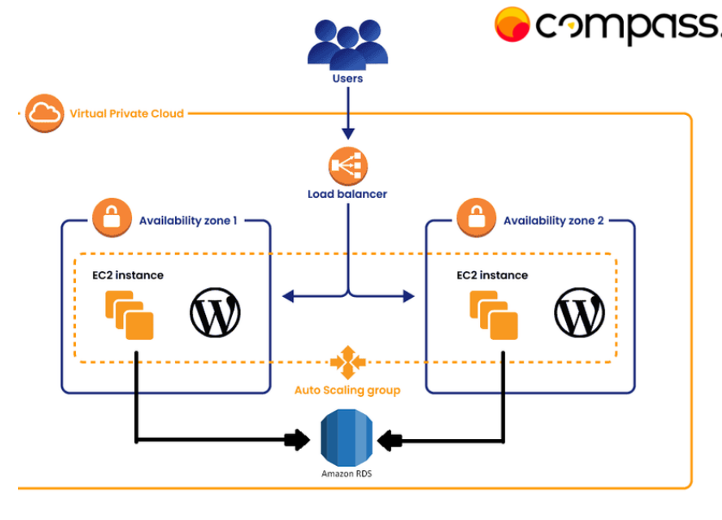 compass.
Users
Virtual Private Cloud
Load balancer
Availability zone 1
Availability zone 2
EC2 instance
EC2 instance
Auto Scaling group
Amazon RDS